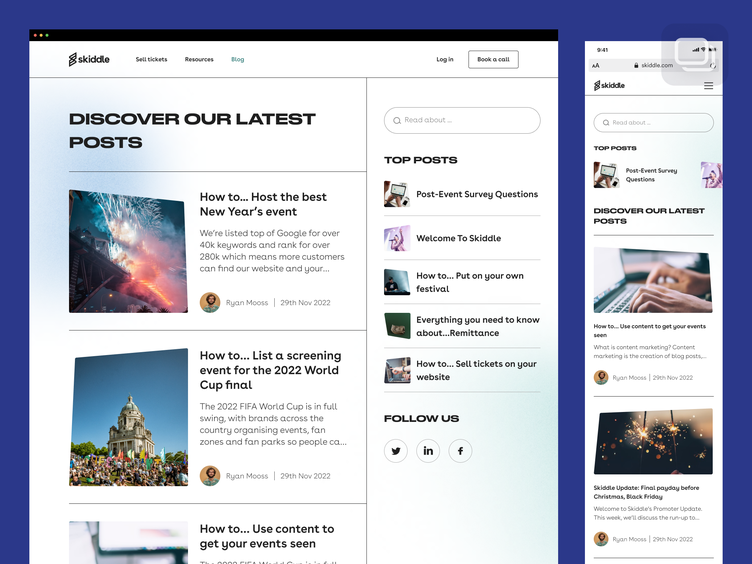 skiddle
Sell tickets
Resources
Blog
Log in
Book a call
DISCOVER OUR LATEST
POSTS
How to... Host the best
New Year's event
We're listed top of Google for over
40k keywords and rank for over
280k which means more customers
can find our website and your...
Ryan Mooss | 29th Nov 2022
How to... List a screening
event for the 2022 World
Cup final
The 2022 FIFA World Cup is in full
swing, with brands across the
country organising events, fan
zones and fan parks so people ca...
Ryan Mooss | 29th Nov 2022
How to... Use content to
get your events seen
Read about ...
TOP POSTS
Post-Event Survey Questions
Welcome To Skiddle
How to... Put on your own
festival
Everything you need to know
about...Remittance
How to... Sell tickets on your
website
FOLLOW US
9:41
AA
skiddle.com
skiddle
Read about ...
TOP POSTS
Post-Event Survey
Questions
DISCOVER OUR LATEST
POSTS
How to... Use content to get your events
seen
What is content marketing? Content
marketing is the creation of blog posts,...
Ryan Mooss | 29th Nov 2022
Skiddle Update: Final payday before
Christmas, Black Friday
Welcome to Skiddle's Promoter Update.
This week, we'll discuss the run-up to...
Ryan Mooss | 29th Nov 2022